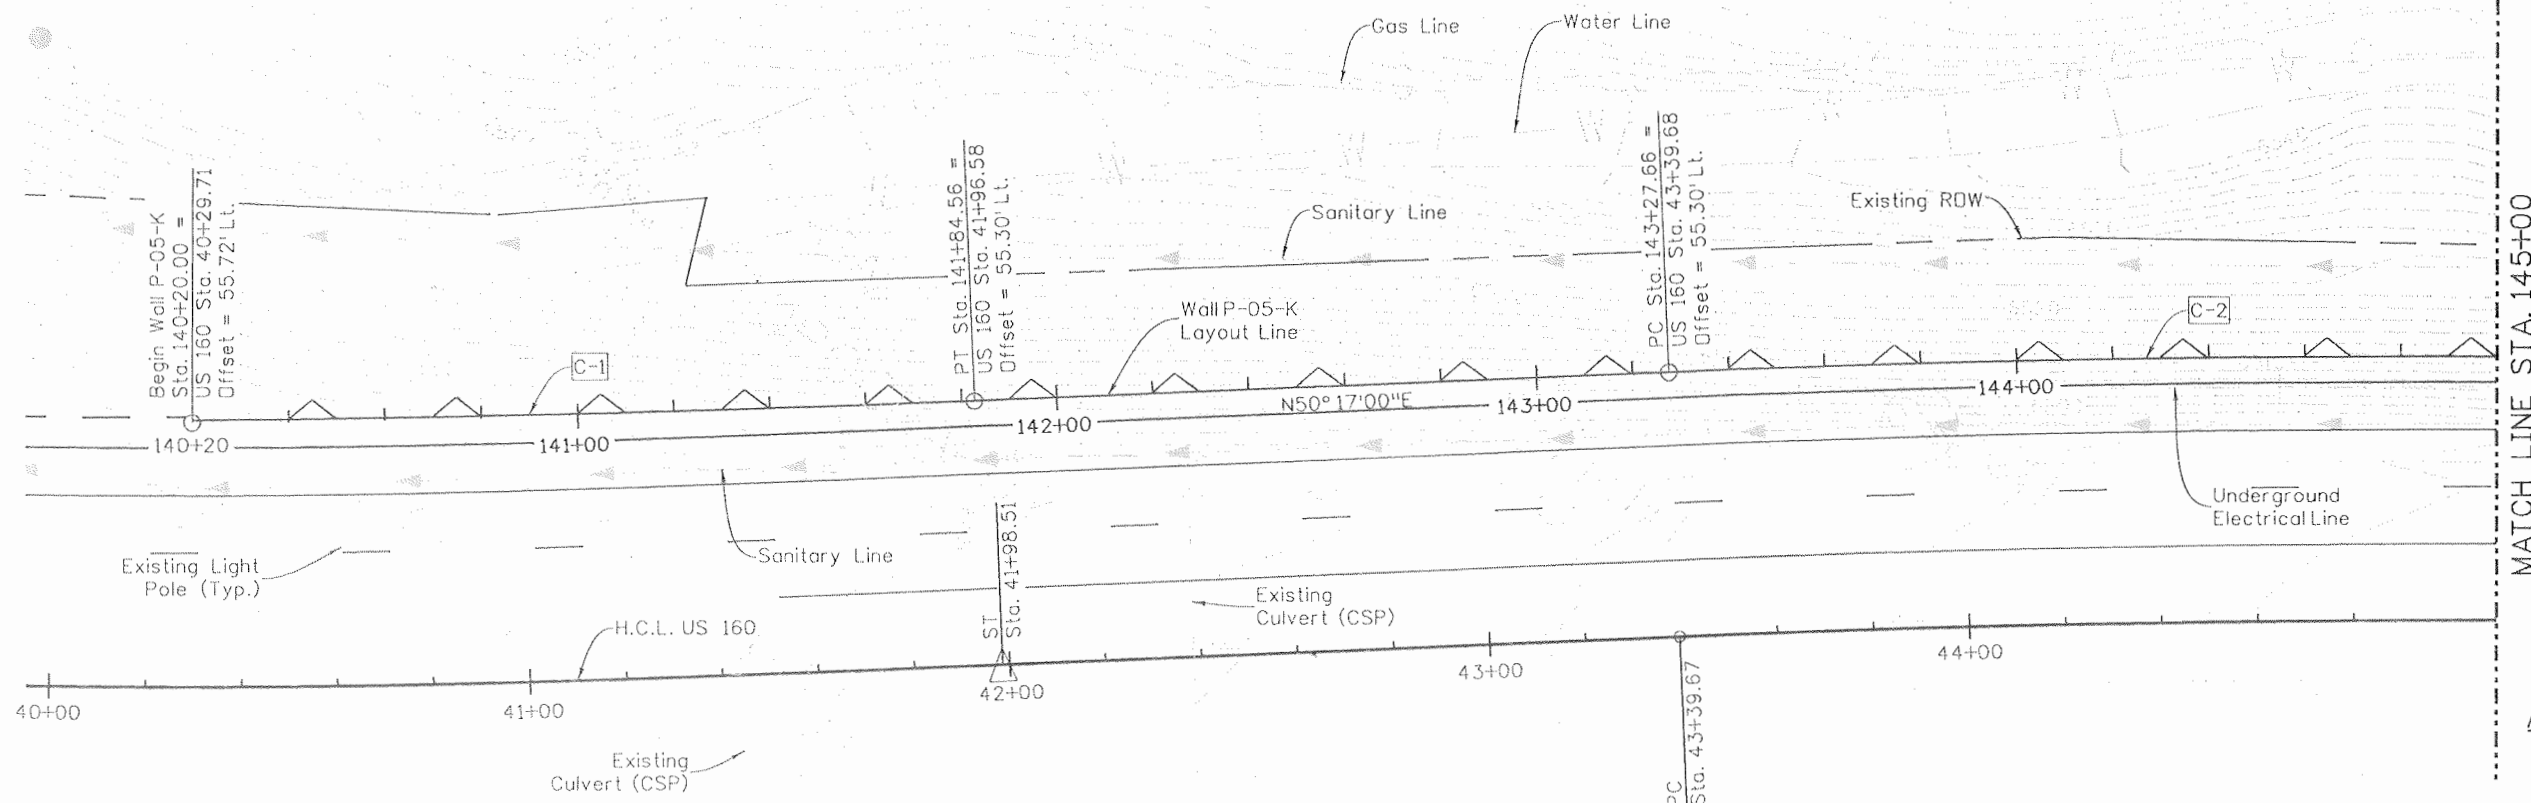 Gas Line
Water Line
Begin Wall P-05-K
Sta. 140+20.00 =
US 160 Sta. 40+29.71
Offset = 55.72' Lt.
PT Sta. 141+84.56 =
US 160 Sta. 41+96.58
Offset = 55.30' Lt.
PC Sta. 143+27.66 =
US 160 Sta. 43+39.68
Offset = 55.30' Lt.
Sanitary Line
Existing ROW
Wall P-05-K
Layout Line
C-1
C-2
140+20
141+00
142+00
N50°17'00"E
143+00
144+00
MATCH LINE STA. 145+00
Existing Light
Pole (Typ.)
Sanitary Line
Underground
Electrical Line
H.C.L. US 160
ST
Sta. 41+98.51
Existing
Culvert (CSP)
40+00
41+00
42+00
43+00
44+00
PC
Sta. 43+39.67
Existing
Culvert (CSP)
W
W
W
W
W